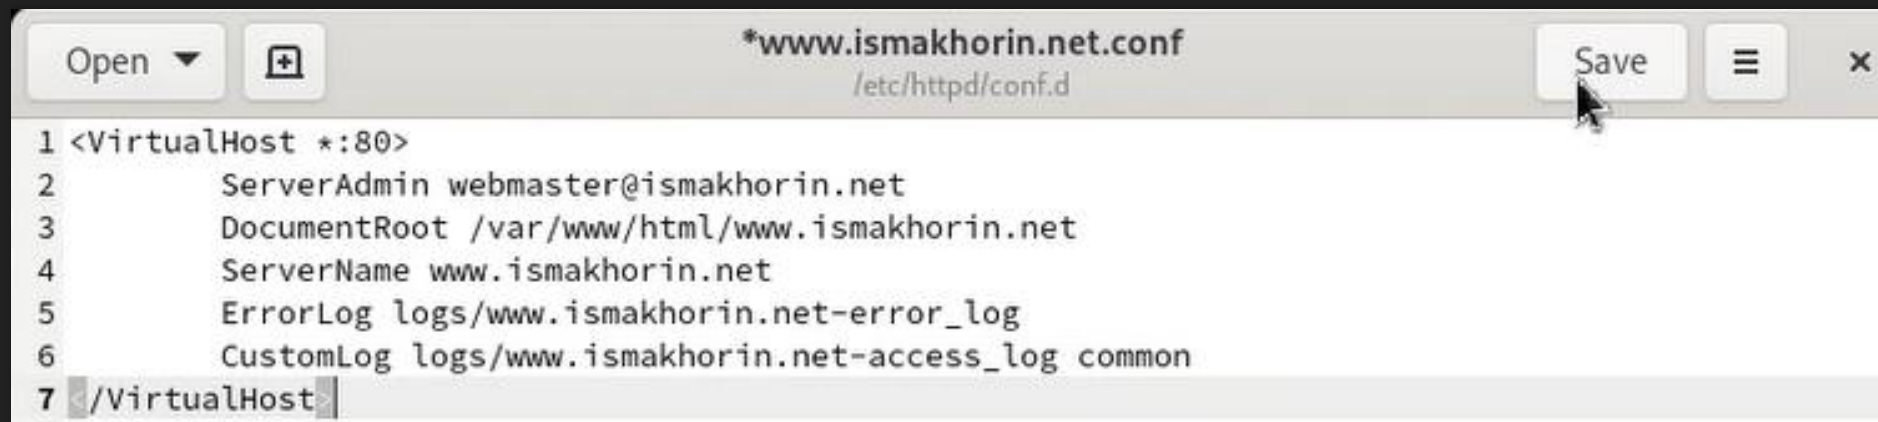 Open
*www.ismakhorin.net.conf
/etc/httpd/conf.d
Save
1 <VirtualHost *:80>
2 ServerAdmin webmaster@ismakhorin.net
3 DocumentRoot /var/www/html/www.ismakhorin.net
4 ServerName www.ismakhorin.net
5 ErrorLog logs/www.ismakhorin.net-error_log
6 CustomLog logs/www.ismakhorin.net-access_log common
7 </VirtualHost>